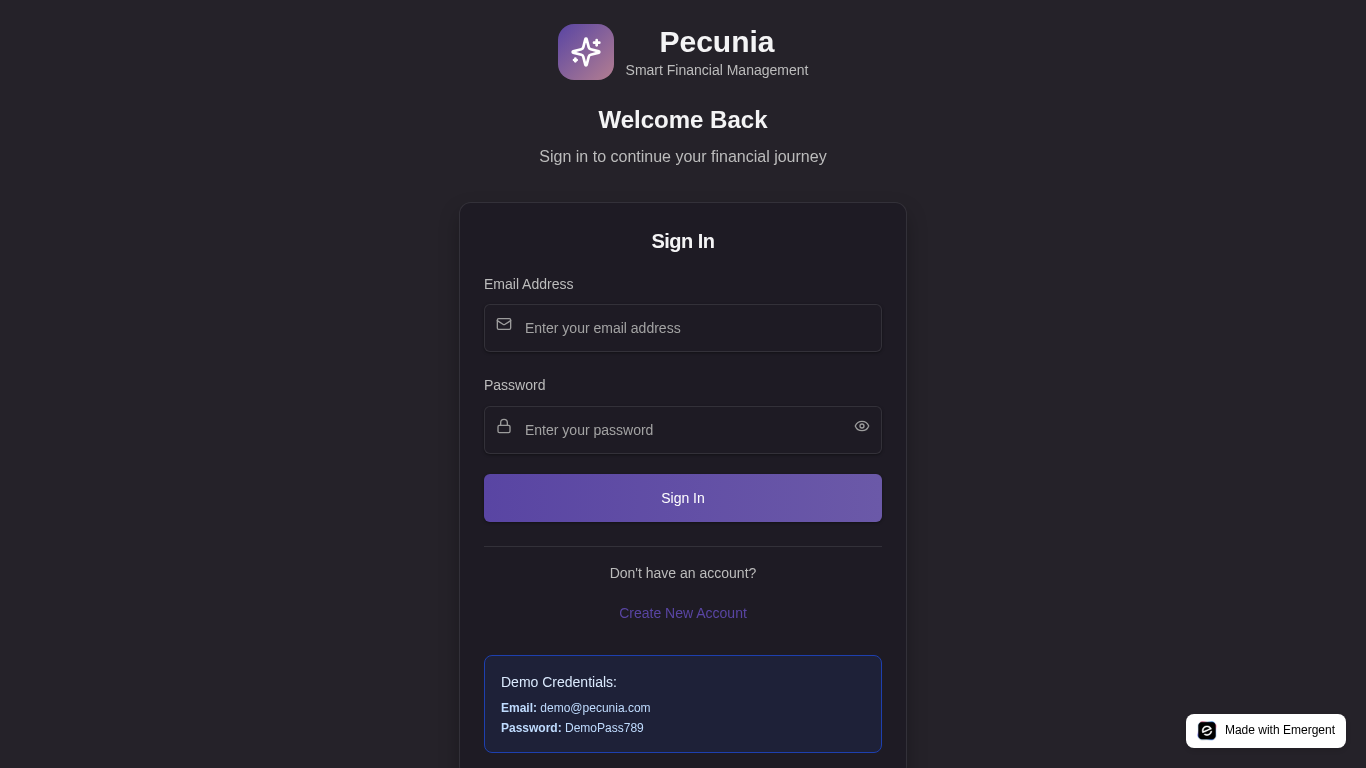 Pecunia
Smart Financial Management
Welcome Back
Sign in to continue your financial journey
Sign In
Email Address
Enter your email address
Password
Enter your password
Sign In
Don't have an account?
Create New Account
Demo Credentials:
Email: demo@pecunia.com
Password: DemoPass789
Made with Emergent